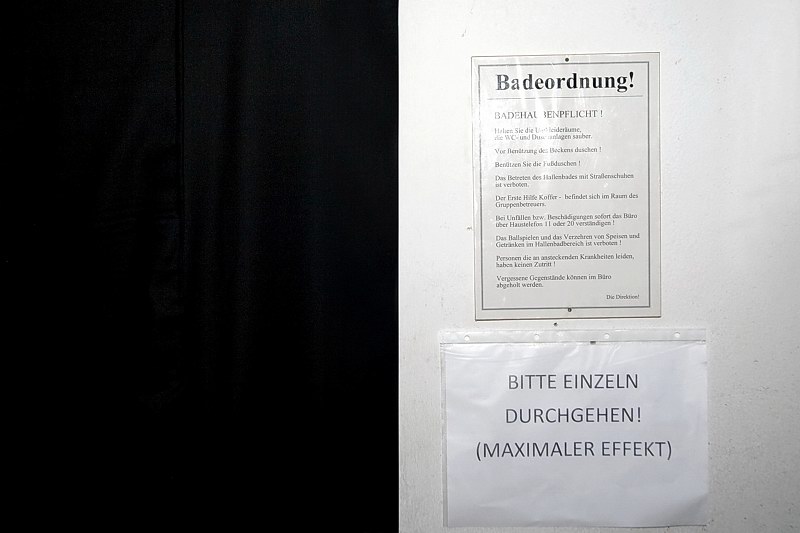 Badeordnung!
BADEHAUBENPFLICHT !
Halten Sie die Umkleideräume,
die WC- und Duschanlagen sauber.
Vor Benützung des Beckens duschen !
Benützen Sie die Fußduschen !
Das Betreten des Hallenbades mit Straßenschuhen
ist verboten.
Der Erste Hilfe Koffer - befindet sich im Raum des
Gruppenbetreuers.
Bei Unfällen bzw. Beschädigungen sofort das Büro
über Haustelefon 11 oder 20 verständigen !
Das Ballspielen und das Verzehren von Speisen und
Getränken im Hallenbadbereich ist verboten !
Personen die an ansteckenden Krankheiten leiden,
haben keinen Zutritt !
Vergessene Gegenstände können im Büro
abgeholt werden.
Die Direktion!
BITTE EINZELN
DURCHGEHEN!
(MAXIMALER EFFEKT)